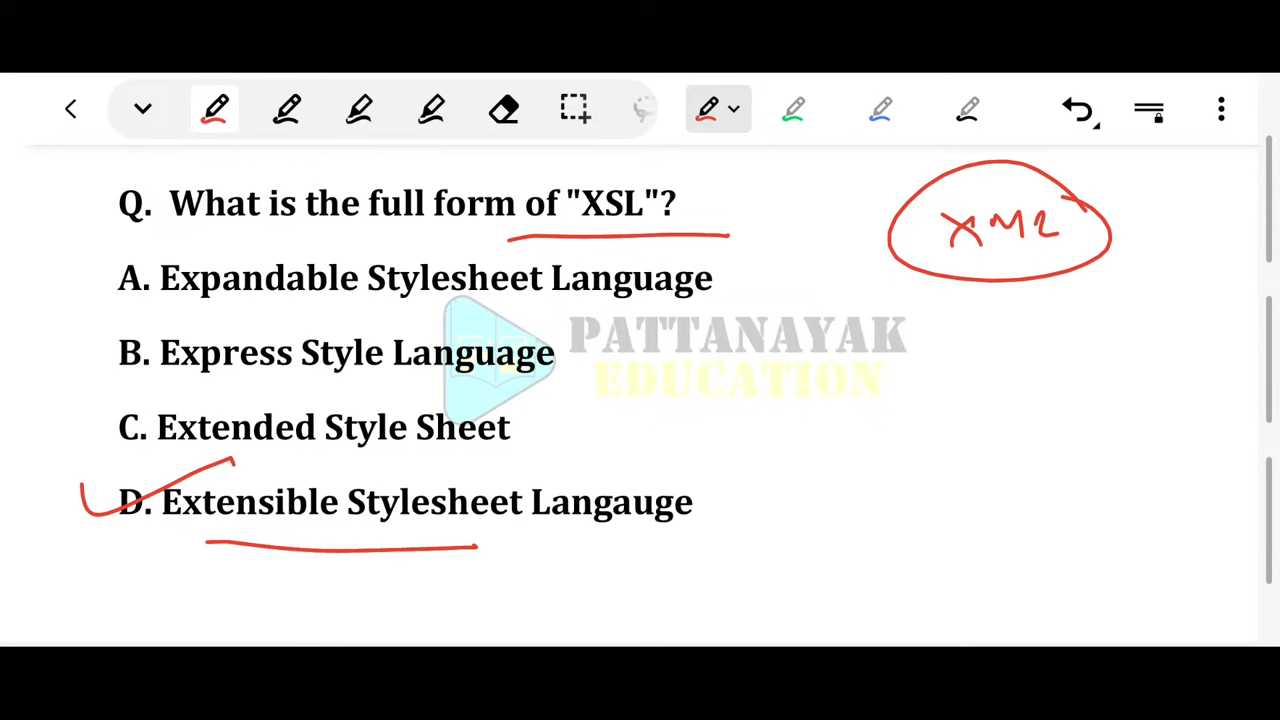 Q. What is the full form of "XSL"?
XML
A. Expandable Stylesheet Language
PATTANAYAK
EDUCATION
B. Express Style Language
C. Extended Style Sheet
D. Extensible Stylesheet Langauge